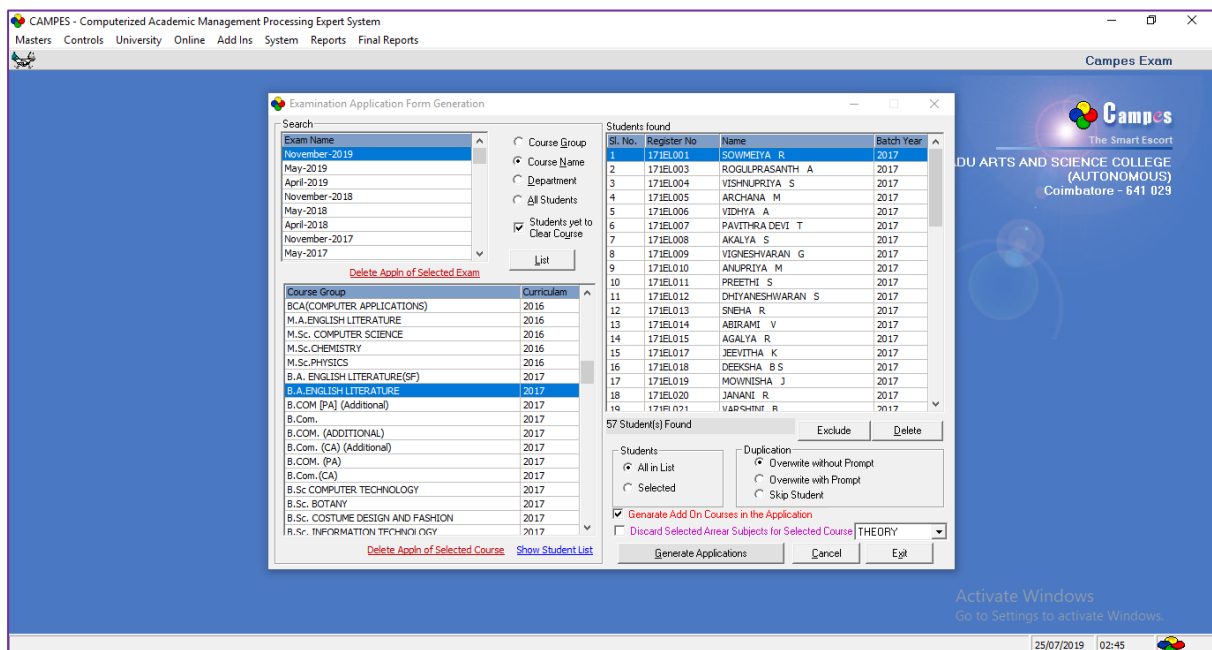 CAMPES - Computerized Academic Management Processing Expert System
Masters Controls University Online Add Ins System Reports Final Reports
Campes Exam
Campes
The Smart Escort
DU ARTS AND SCIENCE COLLEGE
(AUTONOMOUS)
Coimbatore - 641 029
Examination Application Form Generation
Search
Exam Name
November-2019
May-2019
April-2019
November-2018
May-2018
April-2018
November-2017
May-2017
Course Group
Course Name
Department
All Students
Students yet to
Clear Course
List
Delete Appln of Selected Exam
Course Group Curriculam
BCA(COMPUTER APPLICATIONS) 2016
M.A.ENGLISH LITERATURE 2016
M.Sc. COMPUTER SCIENCE 2016
M.Sc.CHEMISTRY 2016
M.Sc.PHYSICS 2016
B.A. ENGLISH LITERATURE(SF) 2017
B.A.ENGLISH LITERATURE 2017
B.COM [PA] (Additional) 2017
B.Com. 2017
B.COM. (ADDITIONAL) 2017
B.Com. (CA) (Additional) 2017
B.COM. (PA) 2017
B.Com.(CA) 2017
B.Sc COMPUTER TECHNOLOGY 2017
B.Sc. BOTANY 2017
B.Sc. COSTUME DESIGN AND FASHION 2017
B.Sc. INFORMATION TECHNOLOGY 2017
Delete Appln of Selected Course Show Student List
Students found
Sl. No. Register No Name Batch Year
1 171EL001 SOWMEIYA R 2017
2 171EL003 ROGULPRASANTH A 2017
3 171EL004 VISHNUPRIYA S 2017
4 171EL005 ARCHANA M 2017
5 171EL006 VIDHYA A 2017
6 171EL007 PAVITHRA DEVI T 2017
7 171EL008 AKALYA S 2017
8 171EL009 VIGNESHVARAN G 2017
9 171EL010 ANUPRIYA M 2017
10 171EL011 PREETHI S 2017
11 171EL012 DHIYANESHWARAN S 2017
12 171EL013 SNEHA R 2017
13 171EL014 ABIRAMI V 2017
14 171EL015 AGALYA R 2017
15 171EL017 JEEVITHA K 2017
16 171EL018 DEEKSHA B S 2017
17 171EL019 MOWNISHA J 2017
18 171EL020 JANANI R 2017
19 171EL021 VARSHINI B 2017
57 Student(s) Found
Exclude Delete
Students
All in List
Selected
Duplication
Overwrite without Prompt
Overwrite with Prompt
Skip Student
Genarate Add On Courses in the Application
Discard Selected Arrear Subjects for Selected Course THEORY
Generate Applications Cancel Exit
Activate Windows
Go to Settings to activate Windows.
25/07/2019 02:45